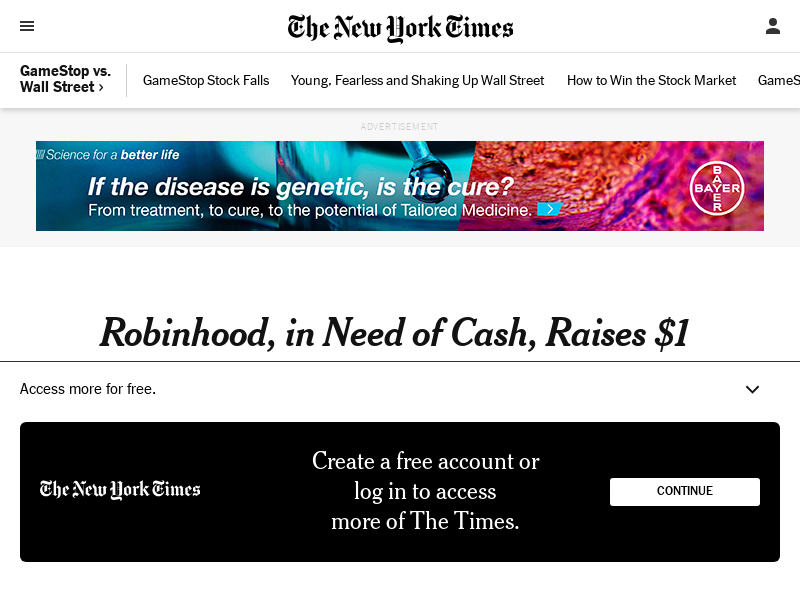 The New York Times
GameStop vs.
Wall Street ›
GameStop Stock Falls
Young, Fearless and Shaking Up Wall Street
How to Win the Stock Market
GameS
ADVERTISEMENT
Science for a better life
If the disease is genetic, is the cure?
From treatment, to cure, to the potential of Tailored Medicine.
BAYER
BAYER
Robinhood, in Need of Cash, Raises $1
Access more for free.
The New York Times
Create a free account or
log in to access
more of The Times.
CONTINUE